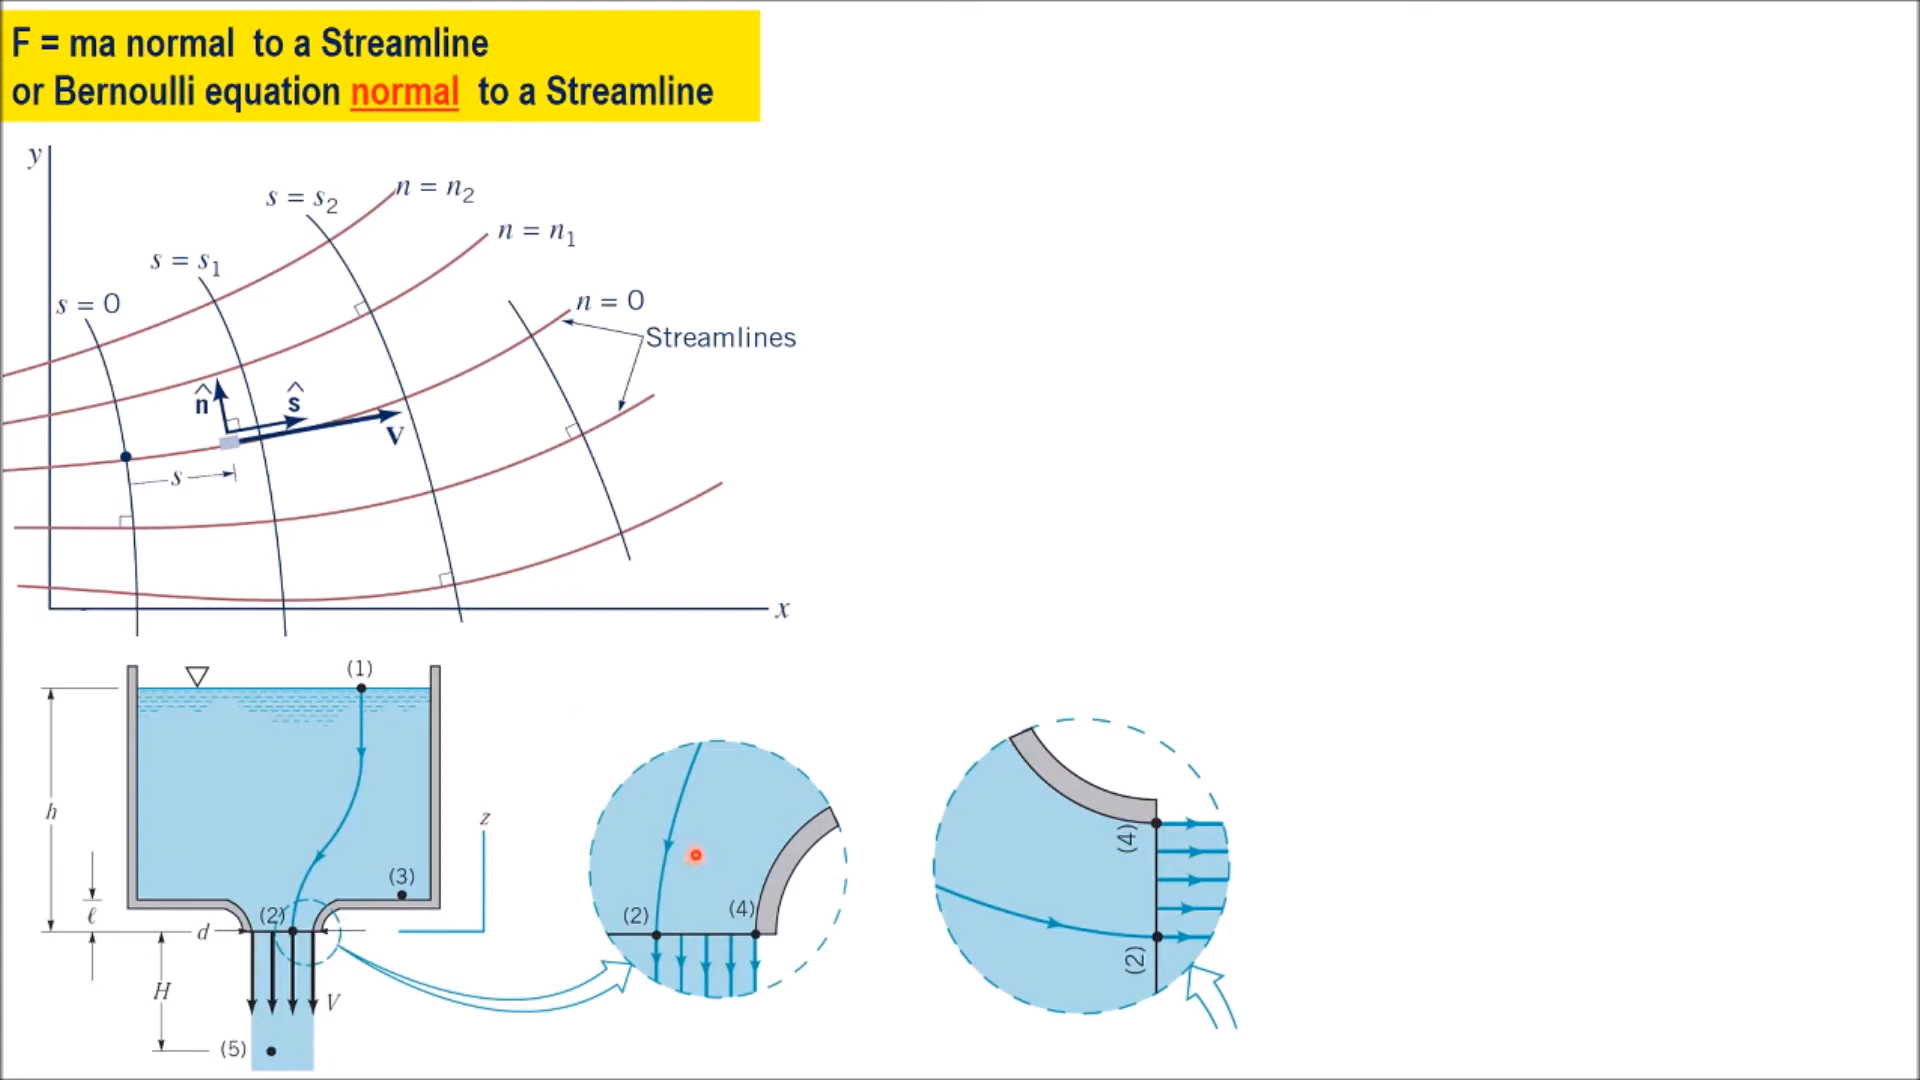 F = ma normal to a Streamline
or Bernoulli equation normal to a Streamline
y
n = n2
s = s2
n = n1
s = s1
s = 0
n = 0
Streamlines
n̂
ŝ
V
s
x
(1)
h
z
(3)
ℓ
(2)
d
H
V
(5)
(2)
(4)
(4)
(2)